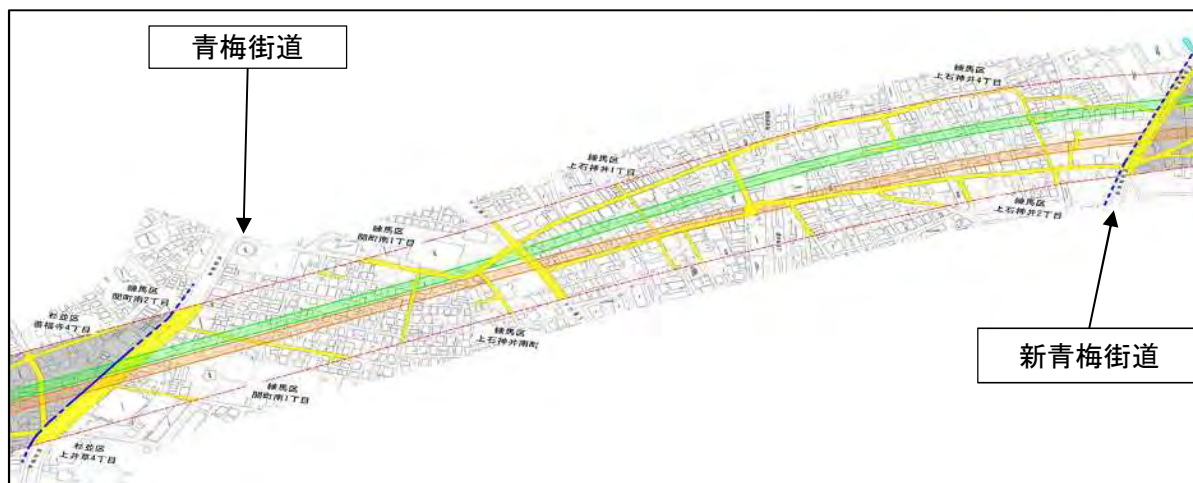 青梅街道
練馬区
上石神井4丁目
練馬区
上石神井1丁目
練馬区
関町南1丁目
練馬区
上石神井2丁目
練馬区
関町南2丁目
杉並区
善福寺4丁目
練馬区
上石神井南町
新青梅街道
練馬区
関町南1丁目
杉並区
上井草4丁目